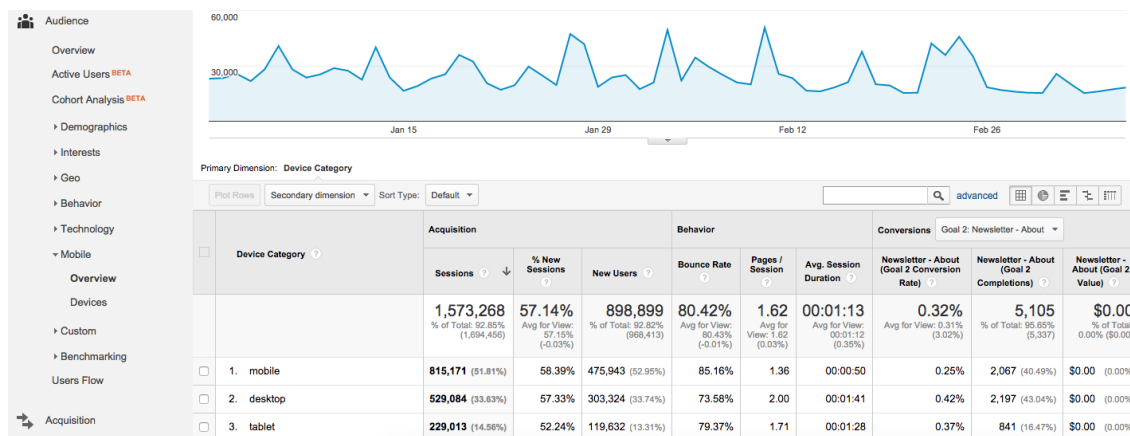 Audience
Overview
Active Users BETA
Cohort Analysis BETA
Demographics
Interests
Geo
Behavior
Technology
Mobile
Overview
Devices
Custom
Benchmarking
Users Flow
Acquisition
60,000
30,000
Jan 15 Jan 29 Feb 12 Feb 26
Primary Dimension: Device Category
Plot Rows Secondary dimension Sort Type: Default advanced
Acquisition Behavior Conversions Goal 2: Newsletter - About
Device Category ?
Sessions ?
% New
Sessions
?
New Users ?
Bounce Rate
?
Pages /
Session
?
Avg. Session
Duration ?
Newsletter - About
(Goal 2 Conversion
Rate) ?
Newsletter - About
(Goal 2
Completions) ?
Newsletter -
About (Goal 2
Value) ?
1,573,268
% of Total: 92.85%
(1,694,456)
57.14%
Avg for View:
57.15%
(-0.03%)
898,899
% of Total: 92.82%
(968,413)
80.42%
Avg for View:
80.43%
(-0.01%)
1.62
Avg for
View: 1.62
(0.03%)
00:01:13
Avg for View:
00:01:12
(0.35%)
0.32%
Avg for View: 0.31%
(3.02%)
5,105
% of Total: 95.65%
(5,337)
$0.00
% of Total:
0.00% ($0.00
1. mobile 815,171 (51.81%) 58.39% 475,943 (52.95%) 85.16% 1.36 00:00:50 0.25% 2,067 (40.49%) $0.00 (0.00%
2. desktop 529,084 (33.63%) 57.33% 303,324 (33.74%) 73.58% 2.00 00:01:41 0.42% 2,197 (43.04%) $0.00 (0.00%
3. tablet 229,013 (14.56%) 52.24% 119,632 (13.31%) 79.37% 1.71 00:01:28 0.37% 841 (16.47%) $0.00 (0.00%